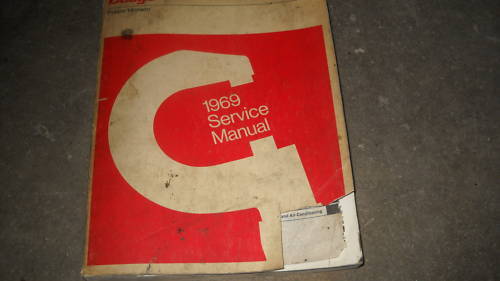 1969
Service
Manual
and Air-Conditioning